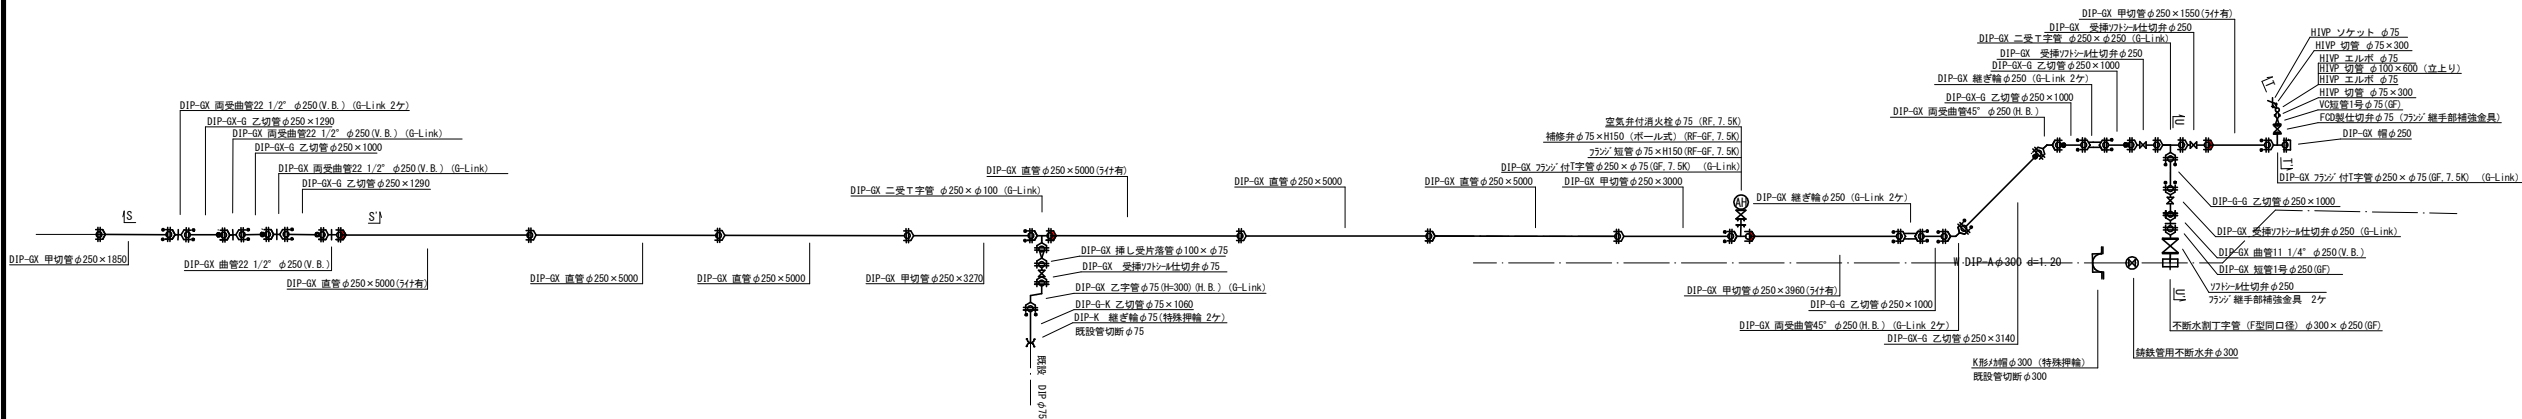 DIP-GX 両受曲管22 1/2° φ250(V.B.) (G-Link 2ケ)
DIP-GX-G 乙切管φ250×1290
DIP-GX 両受曲管22 1/2° φ250(V.B.) (G-Link)
DIP-GX-G 乙切管φ250×1000
DIP-GX 両受曲管22 1/2° φ250(V.B.) (G-Link)
DIP-GX-G 乙切管φ250×1290
S
S'
DIP-GX 甲切管φ250×1850
DIP-GX 曲管22 1/2° φ250(V.B.)
DIP-GX 直管φ250×5000(ﾗｲﾅ有)
DIP-GX 直管φ250×5000
DIP-GX 直管φ250×5000
DIP-GX 甲切管φ250×3270
DIP-GX 二受T字管 φ250×φ100 (G-Link)
DIP-GX 直管φ250×5000(ﾗｲﾅ有)
DIP-GX 挿し受片落管φ100×φ75
DIP-GX 受挿ｿﾌﾄｼｰﾙ仕切弁φ75
DIP-GX 乙字管φ75(H=300)(H.B.) (G-Link)
DIP-G-K 乙切管φ75×1060
DIP-K 継ぎ輪φ75(特殊押輪 2ケ)
既設管切断φ75
既設 DIPφ75
DIP-GX 直管φ250×5000
DIP-GX 直管φ250×5000
DIP-GX 甲切管φ250×3000
空気弁付消火栓φ75 (RF,7.5K)
補修弁φ75×H150 (ボール式) (RF-GF,7.5K)
ﾌﾗﾝｼﾞ短管φ75×H150(RF-GF,7.5K)
DIP-GX ﾌﾗﾝｼﾞ付T字管φ250×φ75(GF,7.5K) (G-Link)
AH
DIP-GX 継ぎ輪φ250 (G-Link 2ケ)
W DIP-Aφ300 d=1.20
DIP-GX 甲切管φ250×3960(ﾗｲﾅ有)
DIP-G-G 乙切管φ250×1000
DIP-GX 両受曲管45° φ250(H.B.) (G-Link 2ケ)
DIP-GX-G 乙切管φ250×3140
DIP-GX 甲切管φ250×1550(ﾗｲﾅ有)
DIP-GX 受挿ｿﾌﾄｼｰﾙ仕切弁φ250
DIP-GX 二受T字管 φ250×φ250 (G-Link)
DIP-GX 受挿ｿﾌﾄｼｰﾙ仕切弁φ250
DIP-GX-G 乙切管φ250×1000
DIP-GX 継ぎ輪φ250 (G-Link 2ケ)
DIP-GX-G 乙切管φ250×1000
DIP-GX 両受曲管45° φ250(H.B.)
U
T
HIVP ソケット φ75
HIVP 切管 φ75×300
HIVP エルボ φ75
HIVP 切管 φ100×600 (立上り)
HIVP エルボ φ75
HIVP 切管 φ75×300
VC短管1号φ75(GF)
FCD製仕切弁φ75 (ﾌﾗﾝｼﾞ継手部補強金具)
DIP-GX 帽φ250
T'
DIP-GX ﾌﾗﾝｼﾞ付T字管φ250×φ75(GF,7.5K) (G-Link)
DIP-G-G 乙切管φ250×1000
DIP-GX 受挿ｿﾌﾄｼｰﾙ仕切弁φ250 (G-Link)
DIP-GX 曲管11 1/4° φ250(V.B.)
DIP-GX 短管1号φ250(GF)
ｿﾌﾄｼｰﾙ仕切弁φ250
ﾌﾗﾝｼﾞ継手部補強金具 2ケ
U'
不断水割丁字管 (F型同口径) φ300×φ250(GF)
鋳鉄管用不断水弁φ300
K形ﾒｶ帽φ300 (特殊押輪)
既設管切断φ300